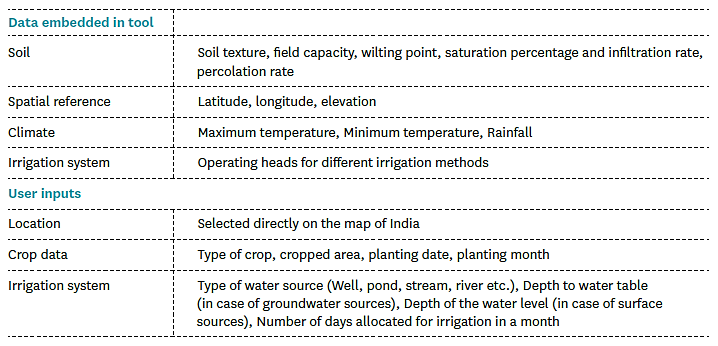 Data embedded in tool
Soil
Soil texture, field capacity, wilting point, saturation percentage and infiltration rate,
percolation rate
Spatial reference
Latitude, longitude, elevation
Climate
Maximum temperature, Minimum temperature, Rainfall
Irrigation system
Operating heads for different irrigation methods
User inputs
Location
Selected directly on the map of India
Crop data
Type of crop, cropped area, planting date, planting month
Irrigation system
Type of water source (Well, pond, stream, river etc.), Depth to water table
(in case of groundwater sources), Depth of the water level (in case of surface
sources), Number of days allocated for irrigation in a month